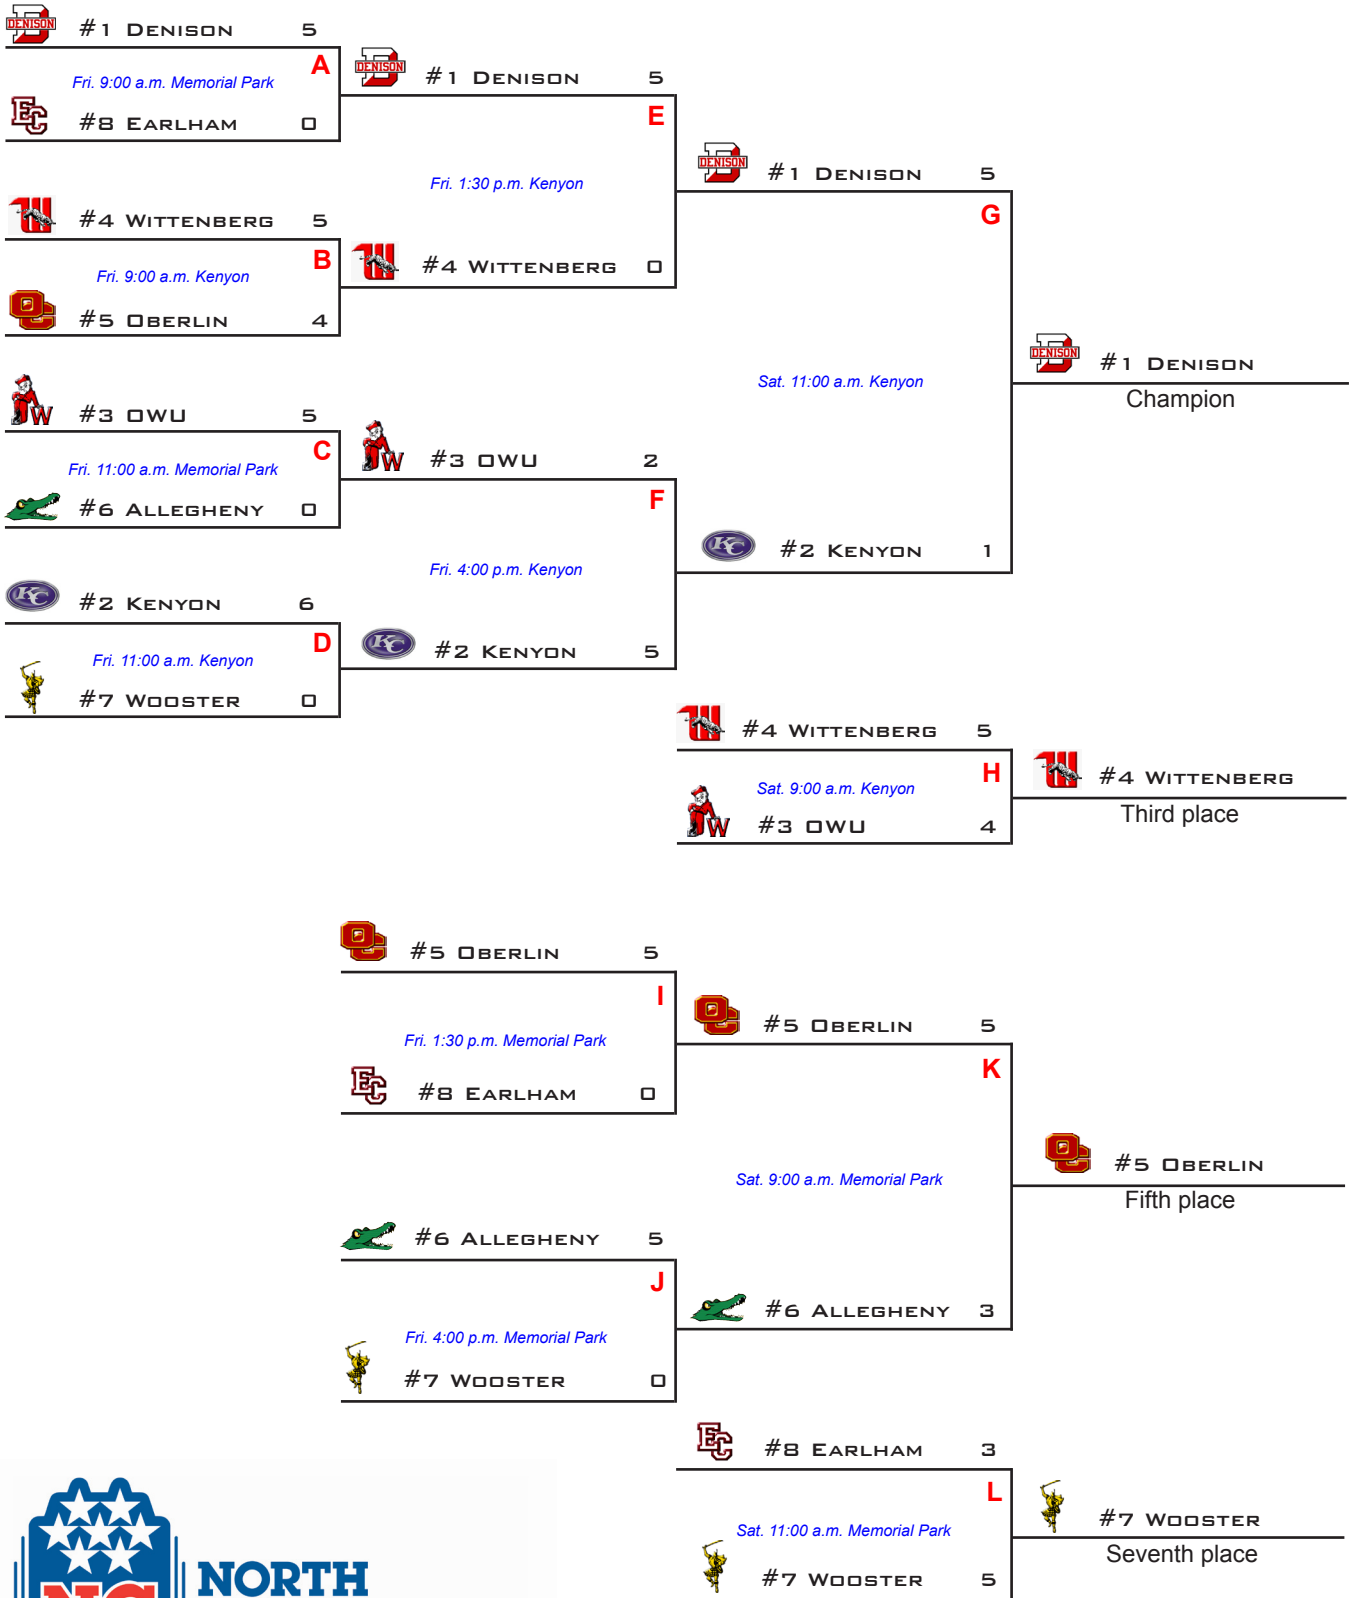 #1 Denison 5
A
Fri. 9:00 a.m. Memorial Park
#8 Earlham 0
#4 Wittenberg 5
B
Fri. 9:00 a.m. Kenyon
#5 Oberlin 4
#3 OWU 5
C
Fri. 11:00 a.m. Memorial Park
#6 Allegheny 0
#2 Kenyon 6
D
Fri. 11:00 a.m. Kenyon
#7 Wooster 0
#1 Denison 5
E
Fri. 1:30 p.m. Kenyon
#4 Wittenberg 0
#3 OWU 2
F
Fri. 4:00 p.m. Kenyon
#2 Kenyon 5
#1 Denison 5
G
Sat. 11:00 a.m. Kenyon
#2 Kenyon 1
#1 Denison
Champion
#4 Wittenberg 5
H
Sat. 9:00 a.m. Kenyon
#3 OWU 4
#4 Wittenberg
Third place
#5 Oberlin 5
I
Fri. 1:30 p.m. Memorial Park
#8 Earlham 0
#6 Allegheny 5
J
Fri. 4:00 p.m. Memorial Park
#7 Wooster 0
#5 Oberlin 5
K
Sat. 9:00 a.m. Memorial Park
#6 Allegheny 3
#5 Oberlin
Fifth place
#8 Earlham 3
L
Sat. 11:00 a.m. Memorial Park
#7 Wooster 5
#7 Wooster
Seventh place
NC
NORTH